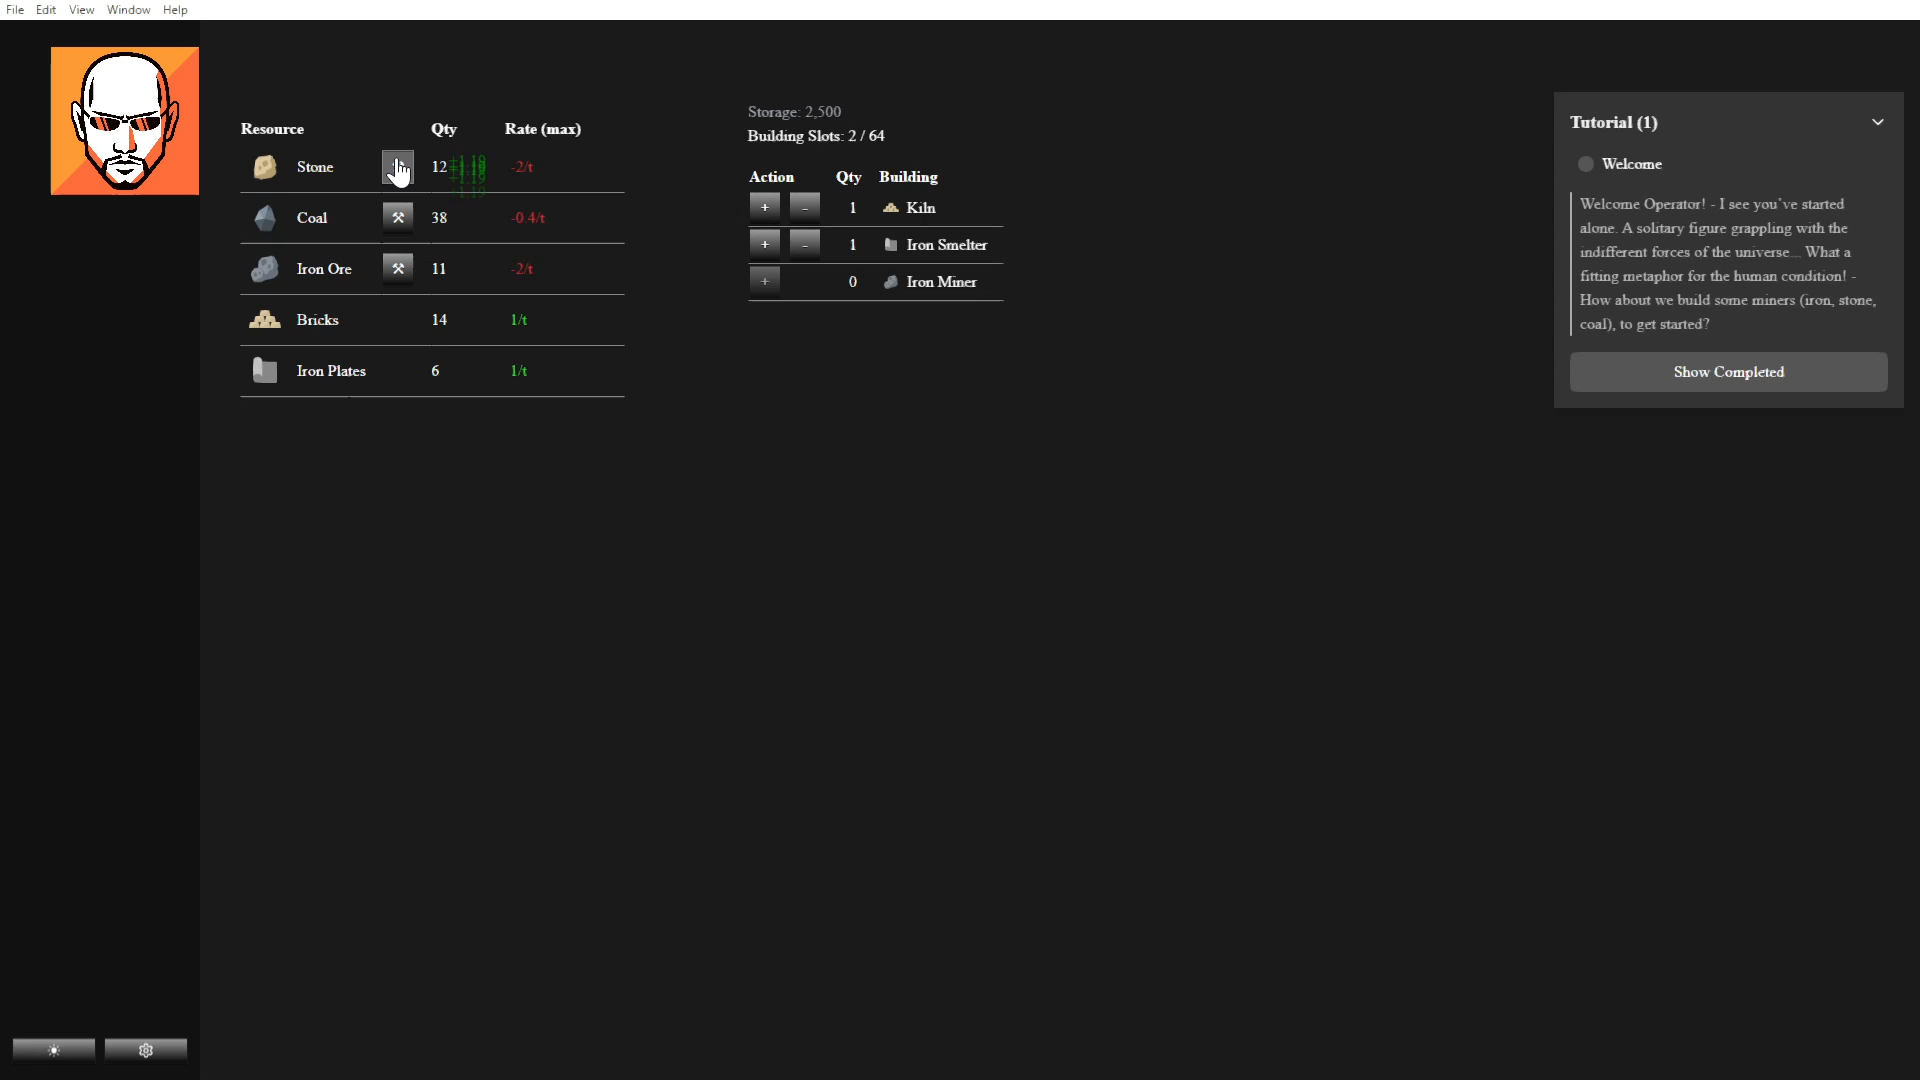 File Edit View Window Help
Resource Qty Rate (max)
Stone 12 -2/t
Coal 38 -0.4/t
Iron Ore 11 -2/t
Bricks 14 1/t
Iron Plates 6 1/t
Storage: 2,500
Building Slots: 2 / 64
Action Qty Building
+ - 1 Kiln
+ - 1 Iron Smelter
+ 0 Iron Miner
Tutorial (1)
Welcome
Welcome Operator! - I see you've started
alone. A solitary figure grappling with the
indifferent forces of the universe... What a
fitting metaphor for the human condition! -
How about we build some miners (iron, stone,
coal), to get started?
Show Completed